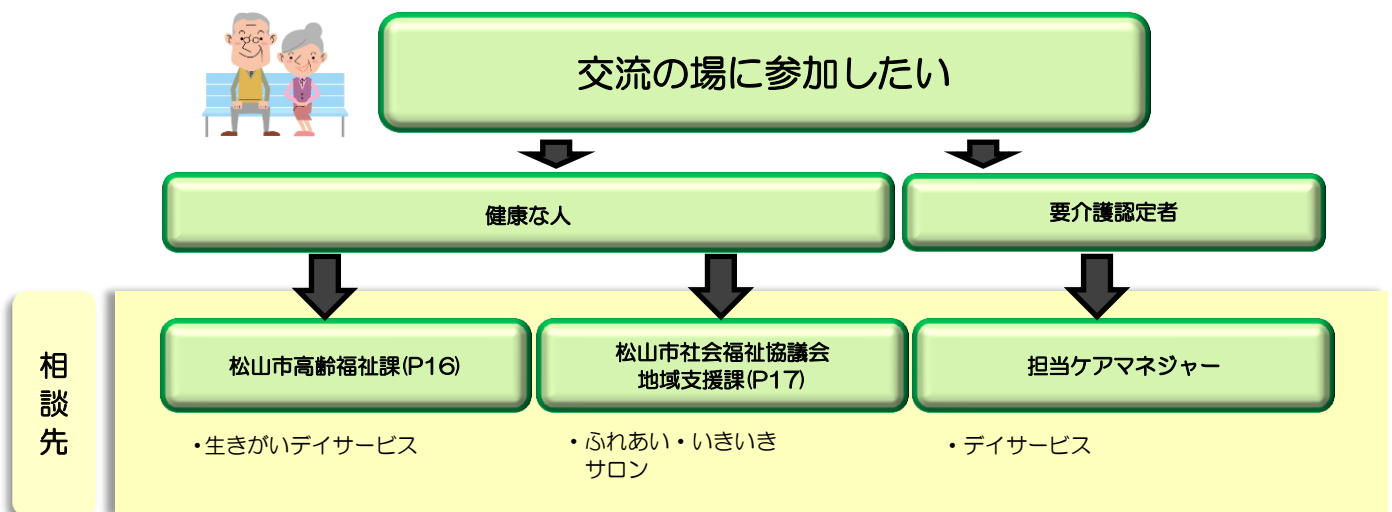 交流の場に参加したい
健康な人
要介護認定者
相談先
松山市高齢福祉課(P16)
松山市社会福祉協議会
地域支援課(P17)
担当ケアマネジャー
・生きがいデイサービス
・ふれあい・いきいき
サロン
・デイサービス